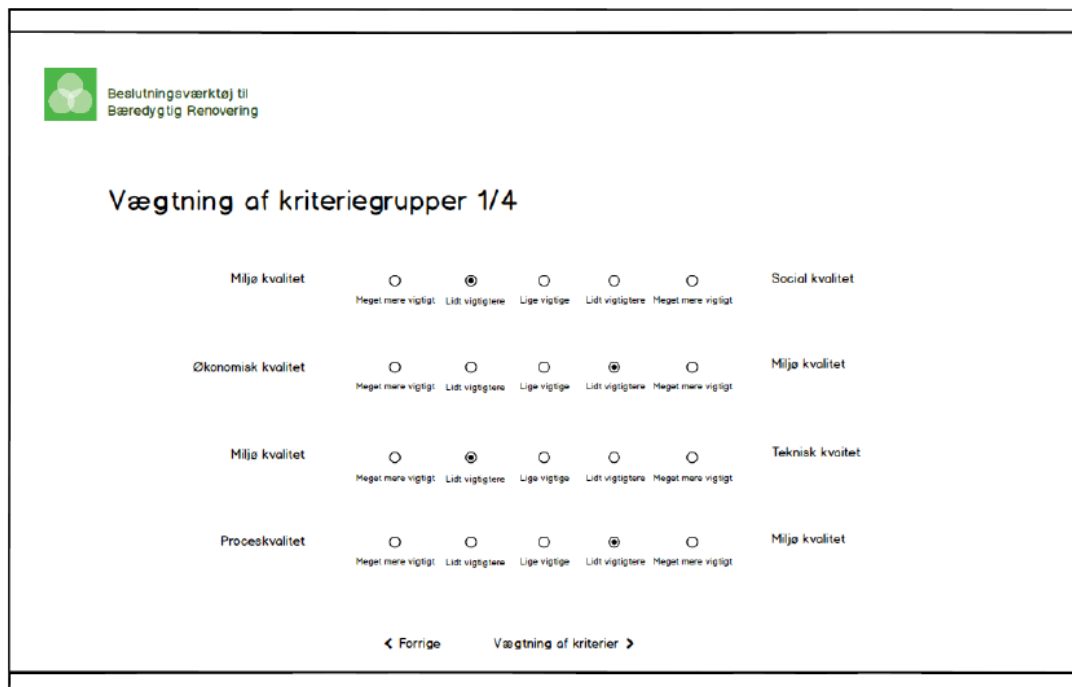 Beslutningsværktøj til
Bæredygtig Renovering
Vægtning af kriteriegrupper 1/4
Miljø kvalitet
Social kvalitet
Meget mere vigtigt Lidt vigtigtere Lige vigtige Lidt vigtigtere Meget mere vigtigt
Økonomisk kvalitet
Miljø kvalitet
Meget mere vigtigt Lidt vigtigtere Lige vigtige Lidt vigtigtere Meget mere vigtigt
Miljø kvalitet
Teknisk kvaitet
Meget mere vigtigt Lidt vigtigtere Lige vigtige Lidt vigtigtere Meget mere vigtigt
Proceskvalitet
Miljø kvalitet
Meget mere vigtigt Lidt vigtigtere Lige vigtige Lidt vigtigtere Meget mere vigtigt
< Forrige Vægtning af kriterier >